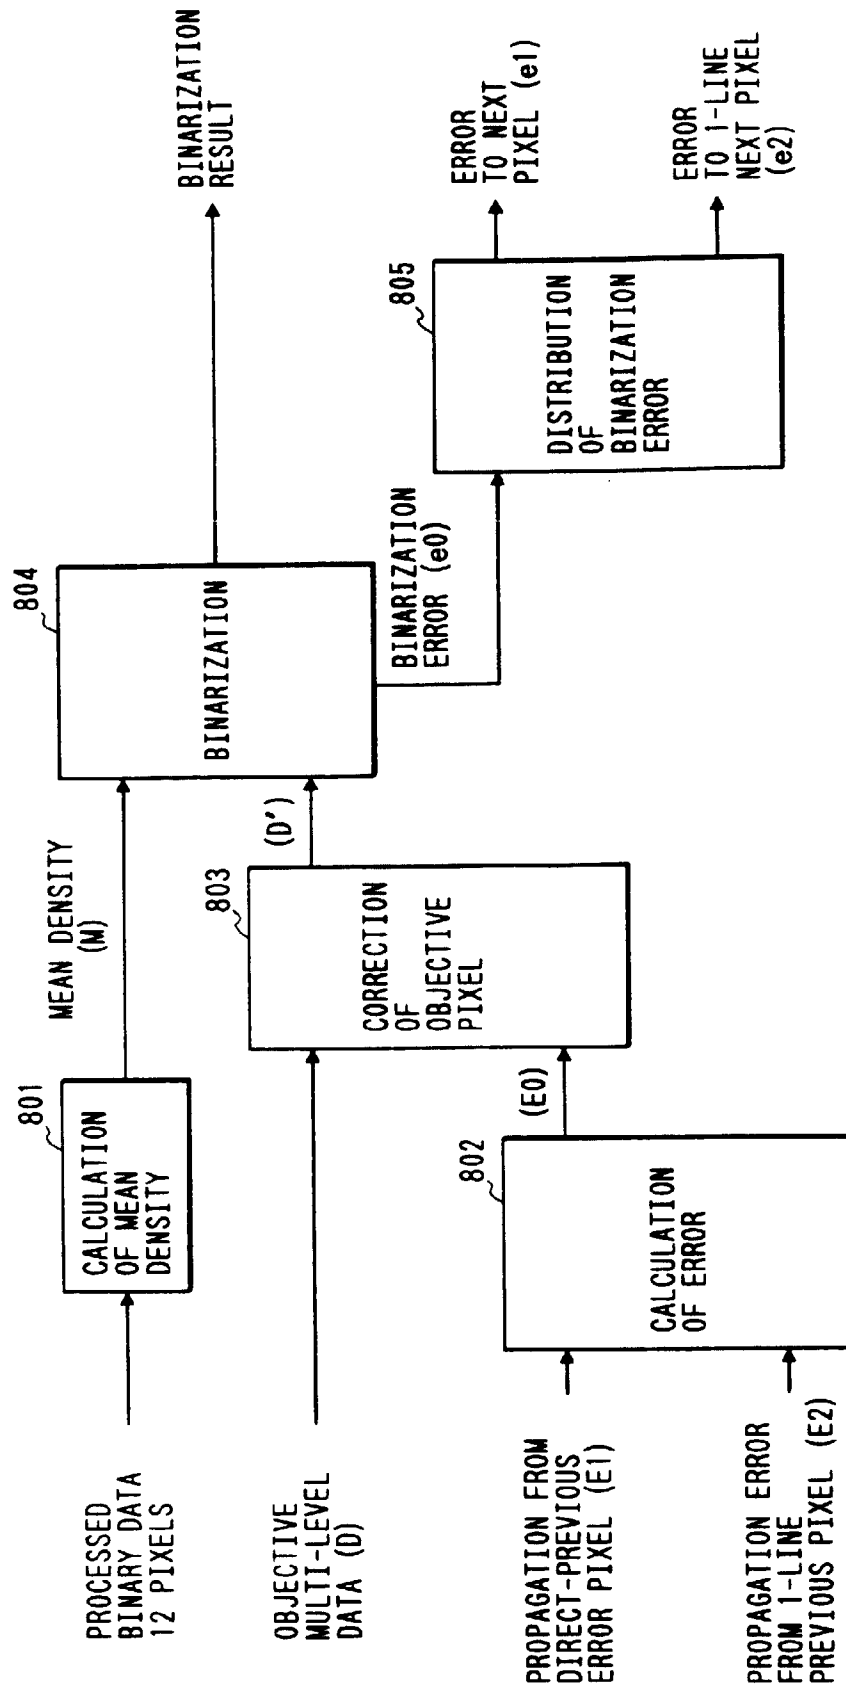 PROCESSED
BINARY DATA
12 PIXELS
801
CALCULATION
OF MEAN
DENSITY
MEAN DENSITY
(M)
804
BINARIZATION
BINARIZATION
RESULT
OBJECTIVE
MULTI-LEVEL
DATA (D)
803
CORRECTION
OF
OBJECTIVE
PIXEL
(D')
BINARIZATION
ERROR (e0)
PROPAGATION FROM
DIRECT-PREVIOUS
ERROR PIXEL (E1)
PROPAGATION ERROR
FROM 1-LINE
PREVIOUS PIXEL (E2)
802
CALCULATION
OF ERROR
(E0)
805
DISTRIBUTION
OF
BINARIZATION
ERROR
ERROR
TO NEXT
PIXEL (e1)
ERROR
TO 1-LINE
NEXT PIXEL
(e2)